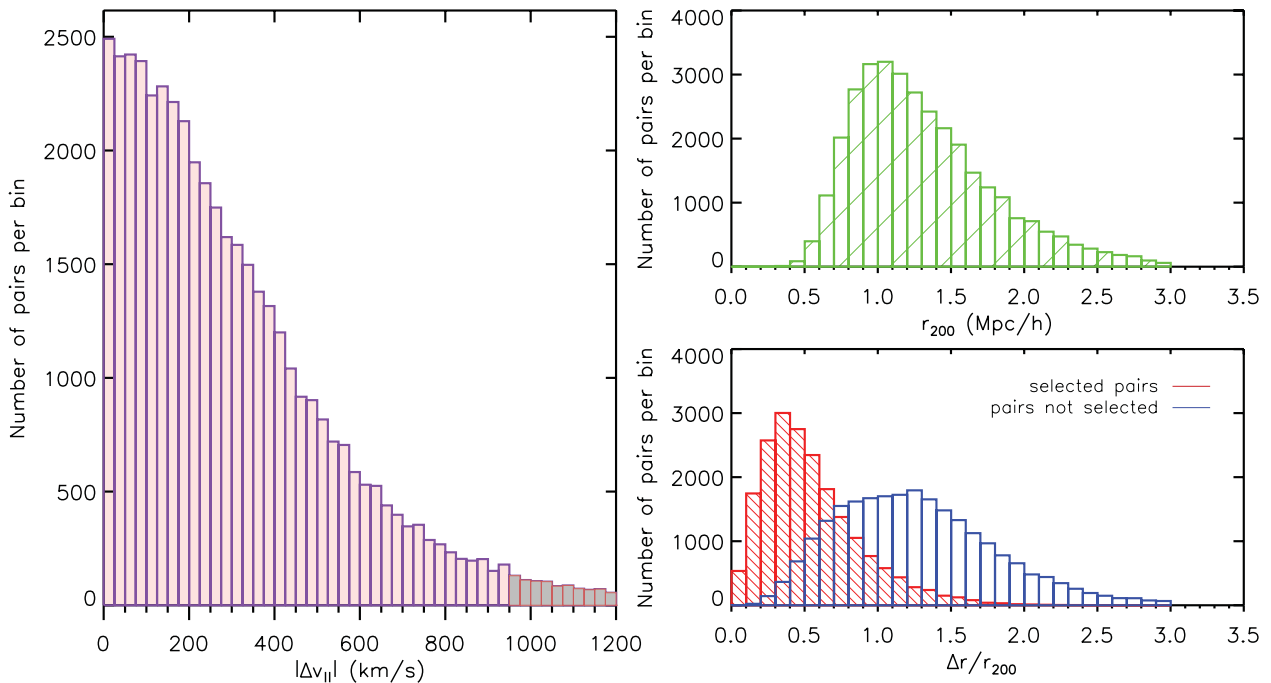 Number of pairs per bin
2500
2000
1500
1000
500
0
0 200 400 600 800 1000 1200
|Δv_II| (km/s)
Number of pairs per bin
4000
3000
2000
1000
0
0.0 0.5 1.0 1.5 2.0 2.5 3.0 3.5
r_200 (Mpc/h)
Number of pairs per bin
4000
3000
2000
1000
0
selected pairs
pairs not selected
0.0 0.5 1.0 1.5 2.0 2.5 3.0 3.5
Δr/r_200